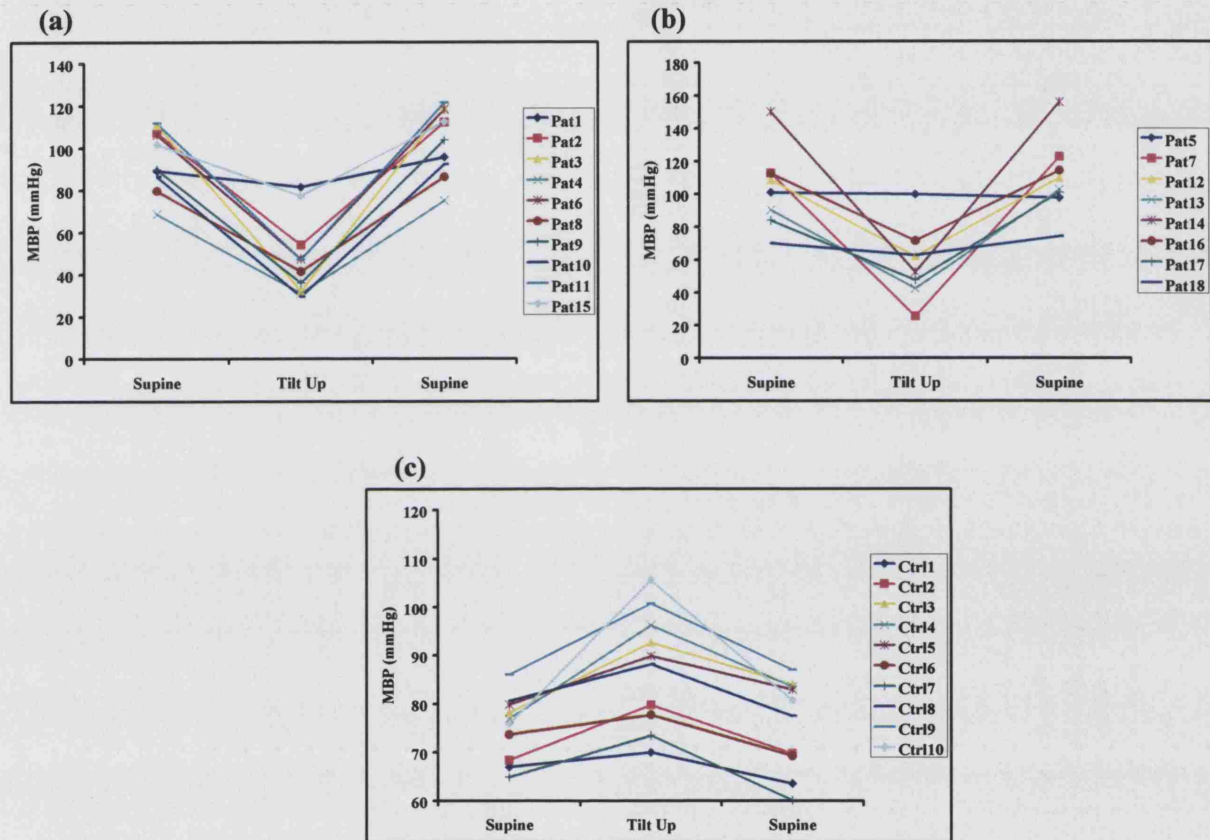 (a)
MBP (mmHg)
140
120
100
80
60
40
20
0
Supine Tilt Up Supine
Pat1
Pat2
Pat3
Pat4
Pat6
Pat8
Pat9
Pat10
Pat11
Pat15
(b)
MBP (mmHg)
180
160
140
120
100
80
60
40
20
0
Supine Tilt Up Supine
Pat5
Pat7
Pat12
Pat13
Pat14
Pat16
Pat17
Pat18
(c)
MBP (mmHg)
120
110
100
90
80
70
60
Supine Tilt Up Supine
Ctrl1
Ctrl2
Ctrl3
Ctrl4
Ctrl5
Ctrl6
Ctrl7
Ctrl8
Ctrl9
Ctrl10